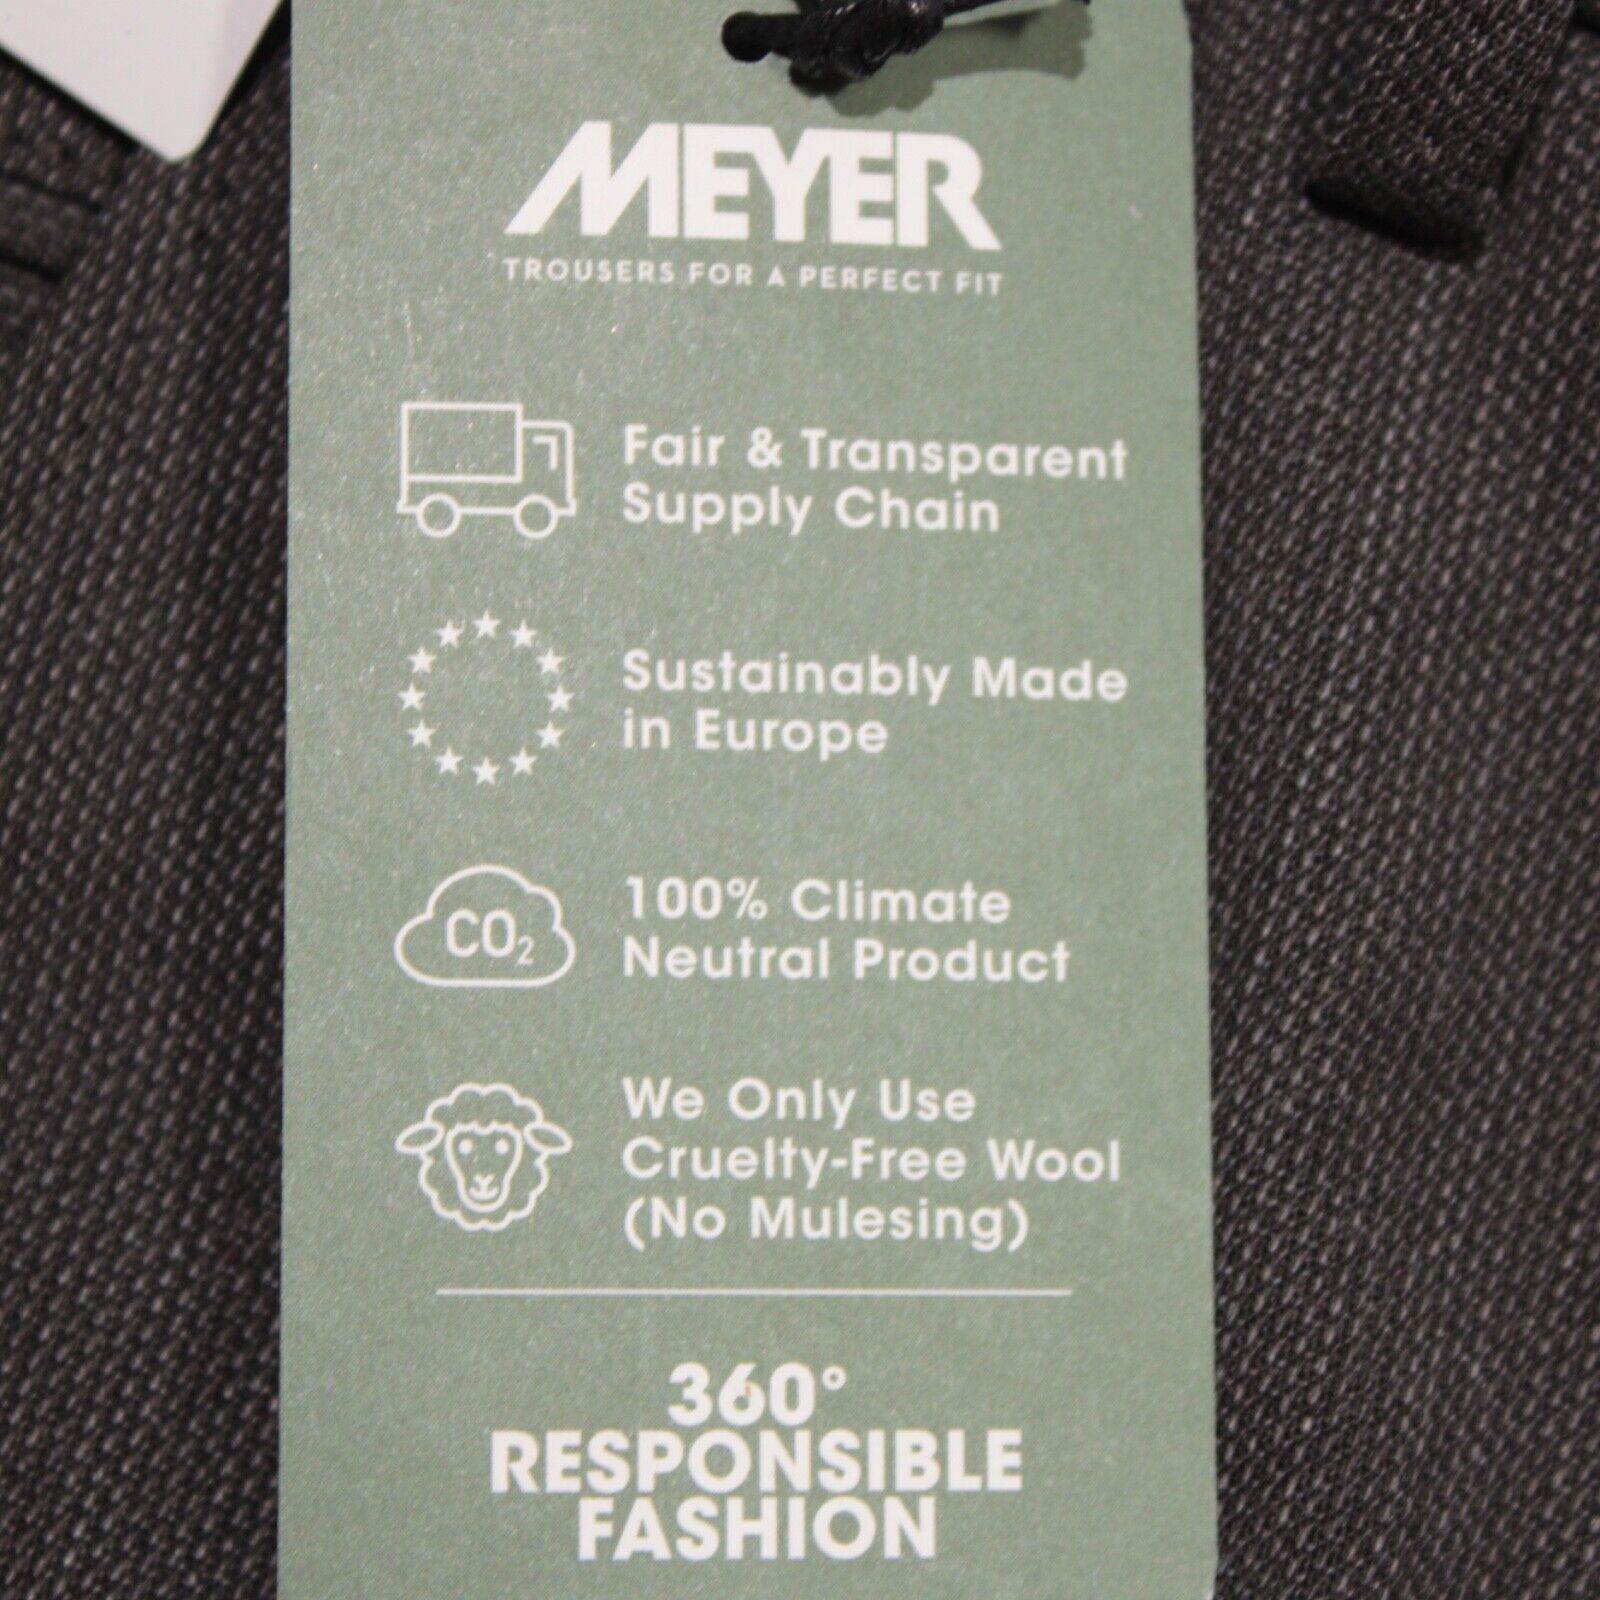 MEYER
TROUSERS FOR A PERFECT FIT
Fair & Transparent
Supply Chain
Sustainably Made
in Europe
CO₂
100% Climate
Neutral Product
We Only Use
Cruelty-Free Wool
(No Mulesing)
360°
RESPONSIBLE
FASHION